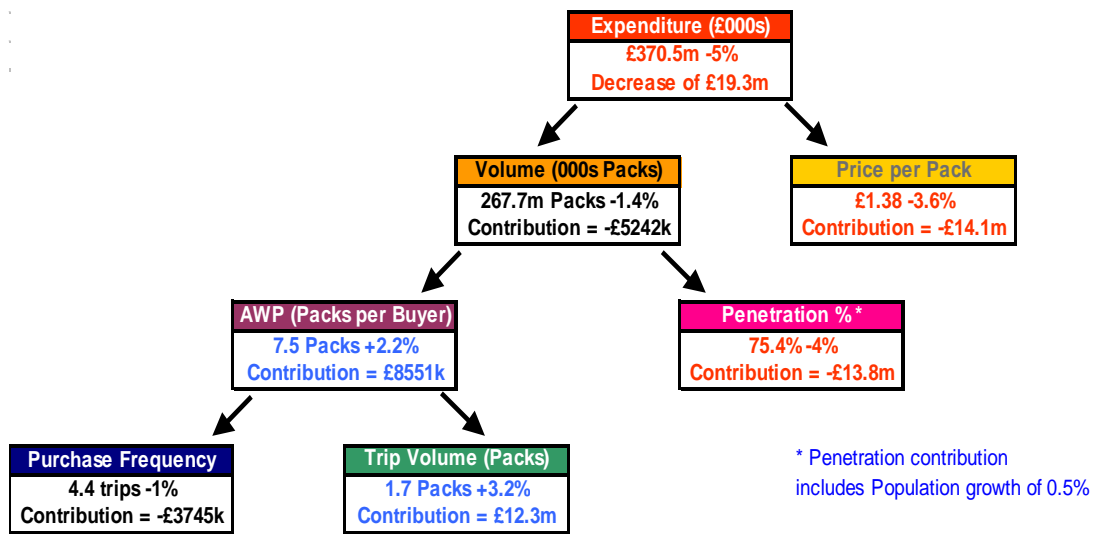 Expenditure (£000s)
£370.5m -5%
Decrease of £19.3m
Volume (000s Packs)
267.7m Packs -1.4%
Contribution = -£5242k
Price per Pack
£1.38 -3.6%
Contribution = -£14.1m
AWP (Packs per Buyer)
7.5 Packs +2.2%
Contribution = £8551k
Penetration %*
75.4% -4%
Contribution = -£13.8m
Purchase Frequency
4.4 trips -1%
Contribution = -£3745k
Trip Volume (Packs)
1.7 Packs +3.2%
Contribution = £12.3m
* Penetration contribution
includes Population growth of 0.5%